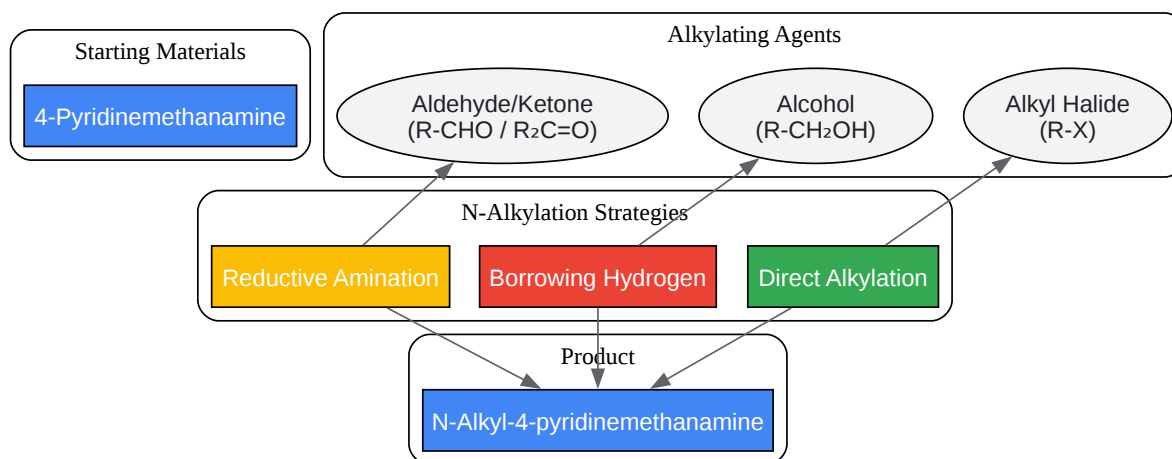 Starting Materials
4-Pyridinemethanamine
Alkylating Agents
Aldehyde/Ketone
(R-CHO / R₂C=O)
Alcohol
(R-CH₂OH)
Alkyl Halide
(R-X)
N-Alkylation Strategies
Reductive Amination
Borrowing Hydrogen
Direct Alkylation
Product
N-Alkyl-4-pyridinemethanamine